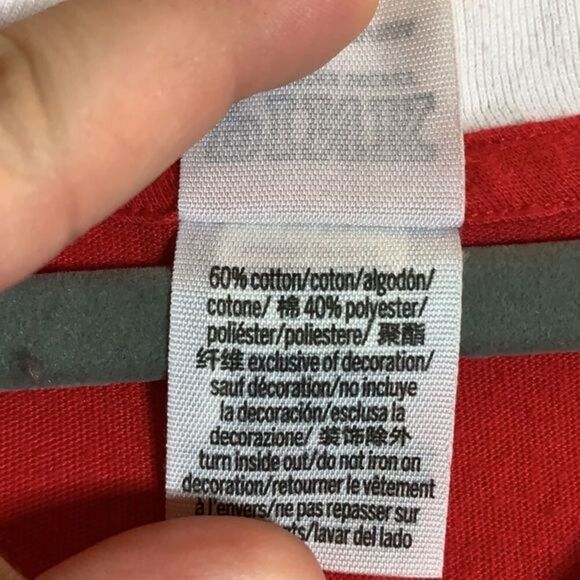 60% cotton/coton/algodón/
cotone/ 棉 40% polyester/
poliéster/poliestere/ 聚酯
纤维 exclusive of decoration/
sauf décoration/no incluye
la decoración/esclusa la
decorazione/ 装饰除外
turn inside out/do not iron on
decoration/retourner le vêtement
à l'envers/ne pas repasser sur
/lavar del lado